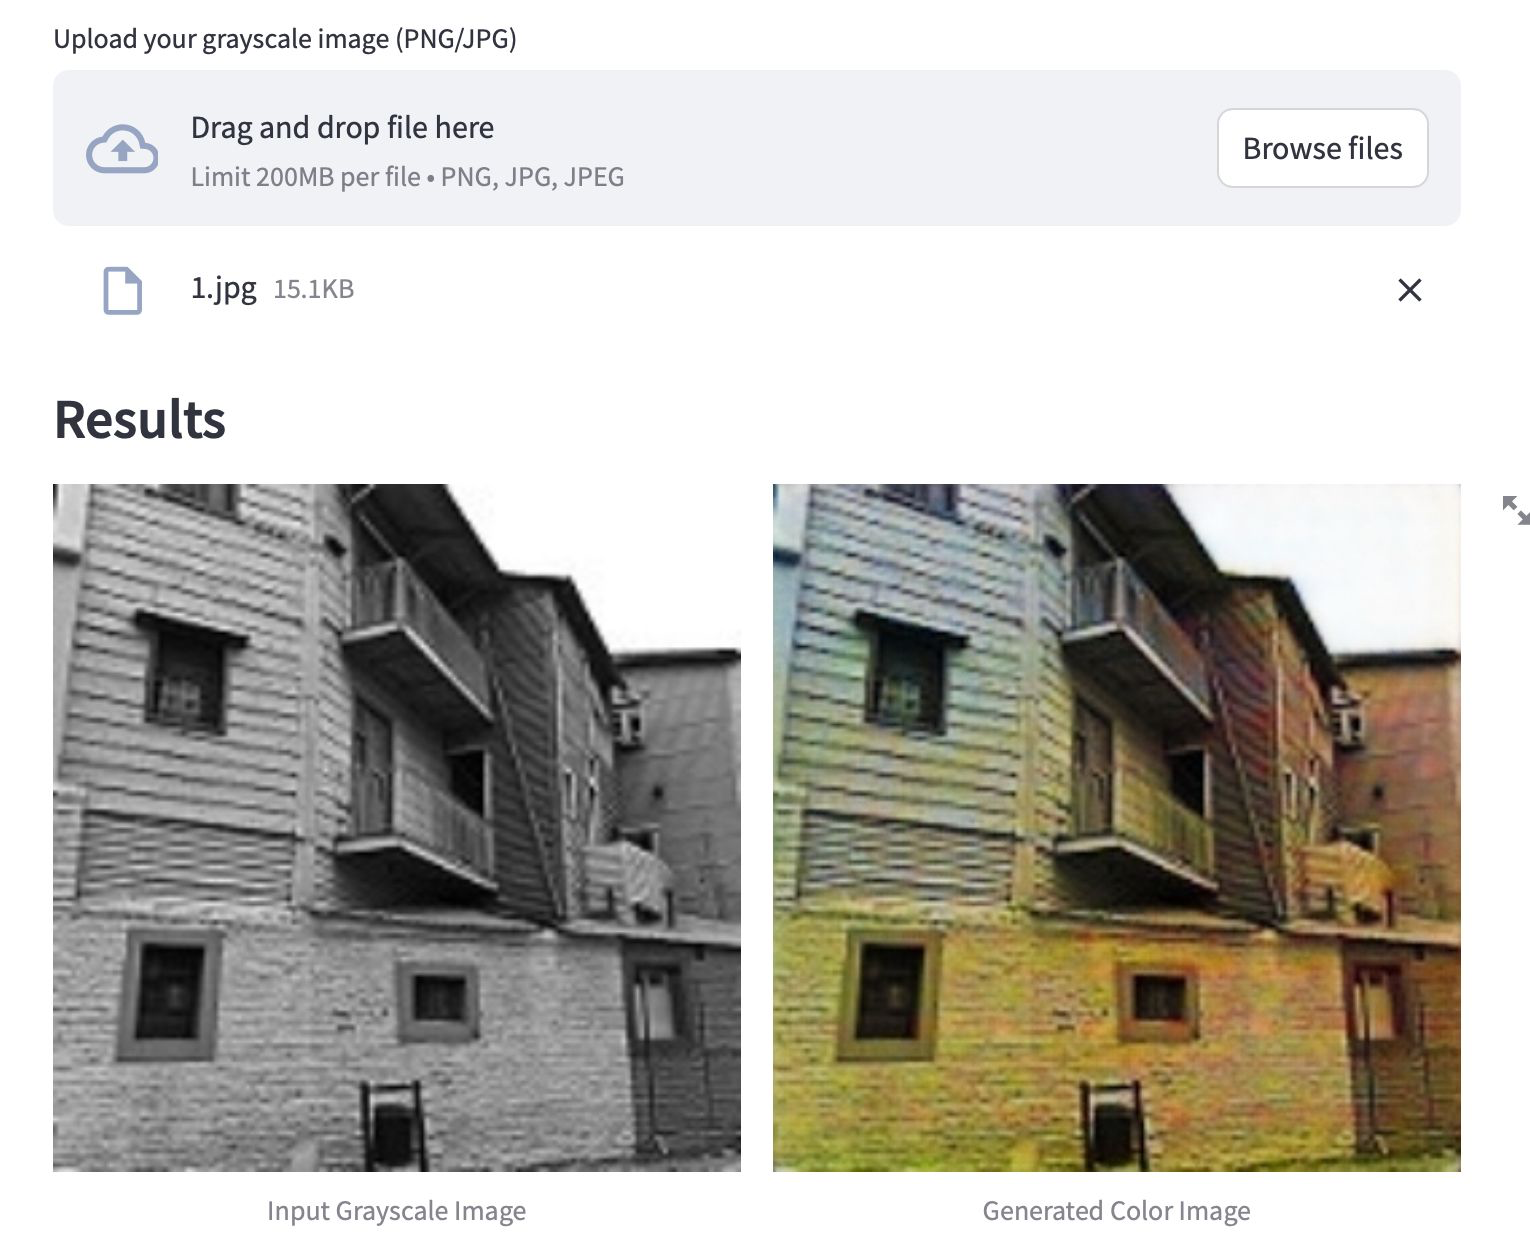 Upload your grayscale image (PNG/JPG)
Drag and drop file here
Limit 200MB per file • PNG, JPG, JPEG
Browse files
1.jpg 15.1KB
Results
Input Grayscale Image
Generated Color Image